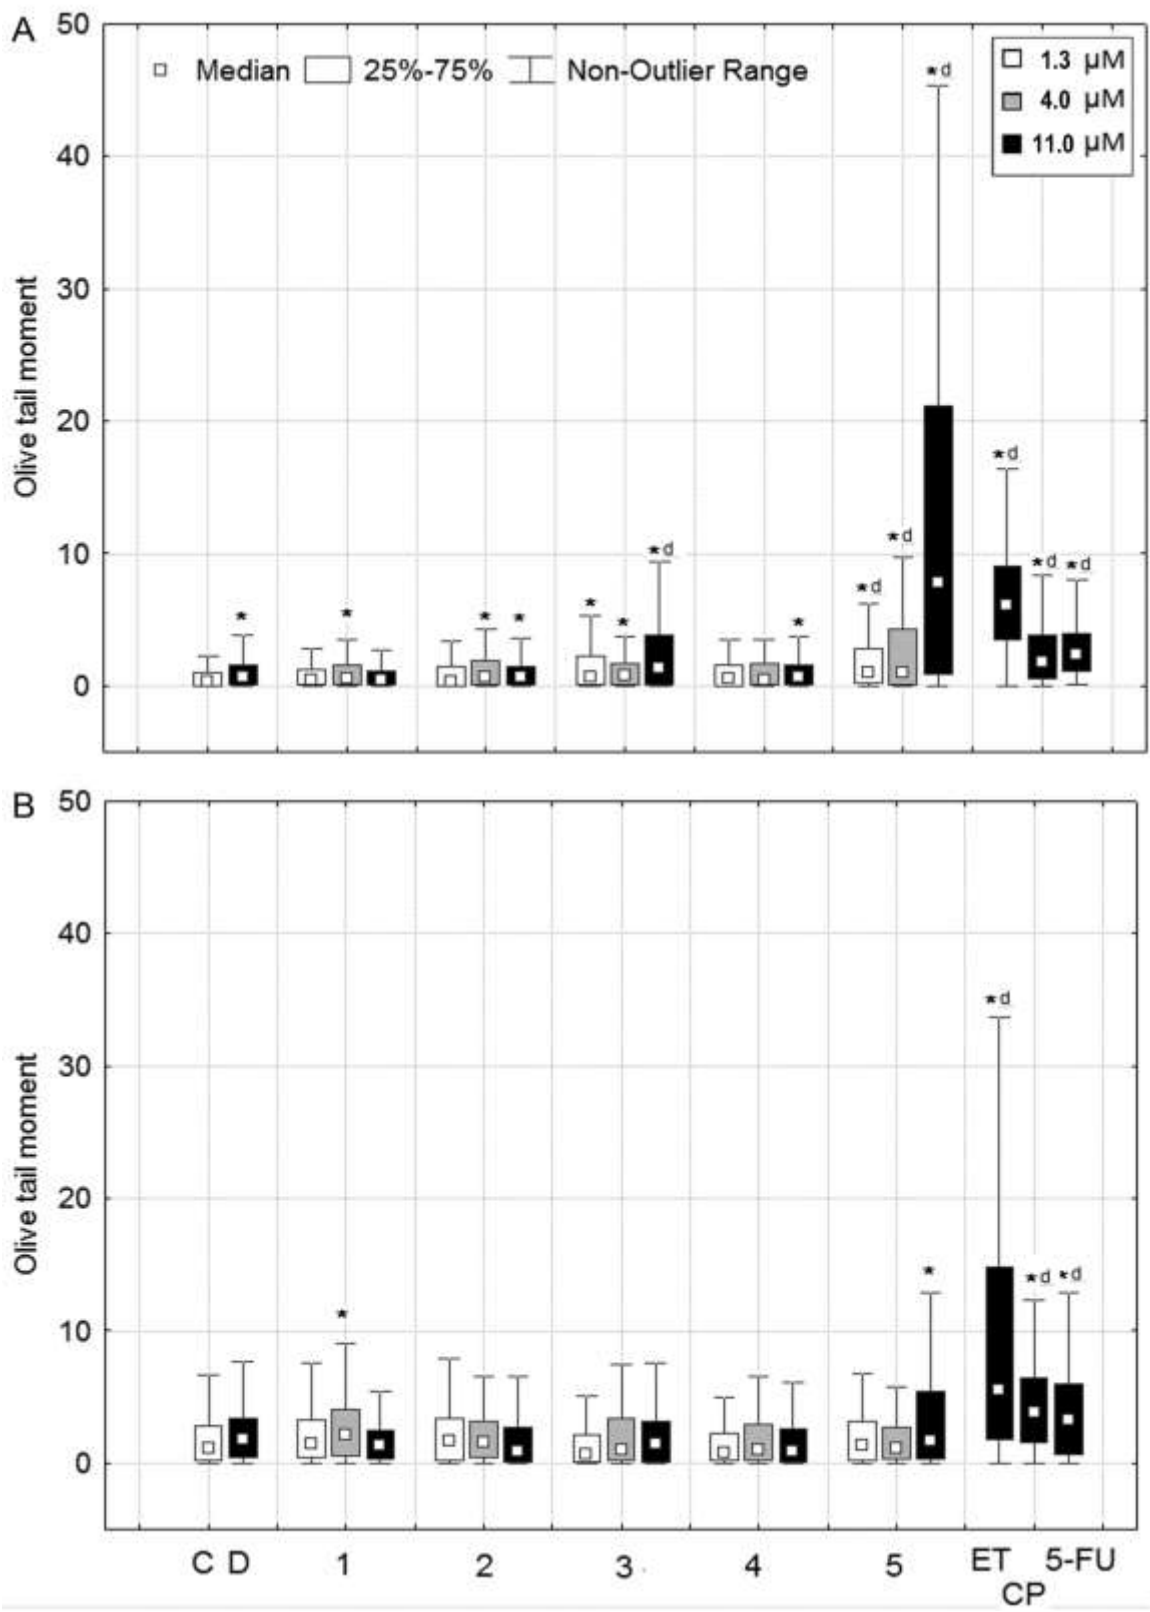 A
50
Median 25%-75% Non-Outlier Range
1.3 µM
4.0 µM
11.0 µM
40
30
20
10
0
Olive tail moment
* * * * * * * *d * *d *d *d *d *d *d
B
50
40
30
20
10
0
Olive tail moment
* * *d *d *d
C D 1 2 3 4 5 ET 5-FU
CP